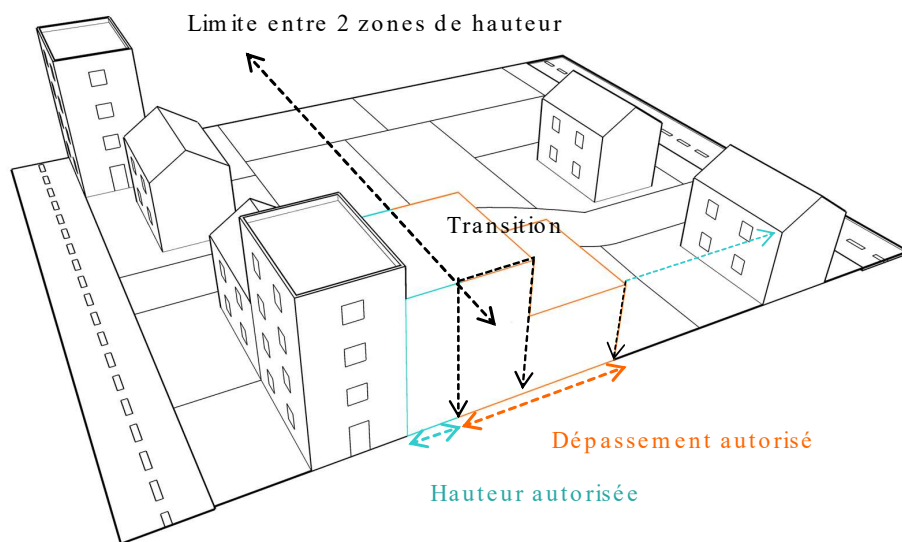 Limite entre 2 zones de hauteur
Transition
Dépassement autorisé
Hauteur autorisée